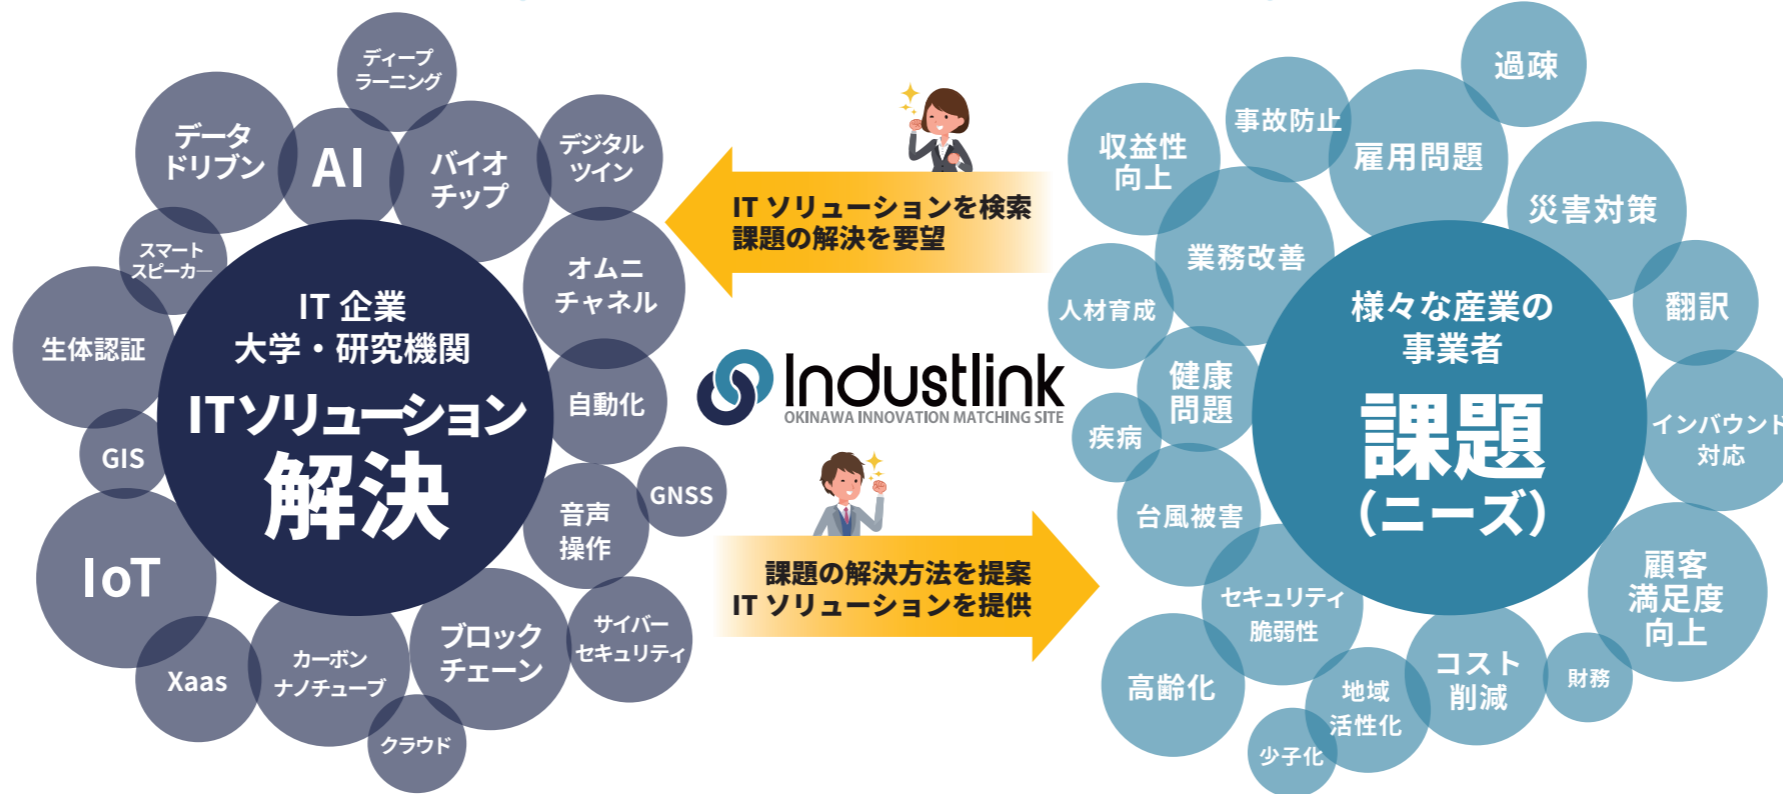 ディープ
ラーニング
データ
ドリブン
AI
バイオ
チップ
デジタル
ツイン
スマート
スピーカー
オムニ
チャネル
生体認証
IT 企業
大学・研究機関
ITソリューション
解決
自動化
GIS
音声
操作
GNSS
IoT
Xaas
カーボン
ナノチューブ
ブロック
チェーン
サイバー
セキュリティ
クラウド
IT ソリューションを検索
課題の解決を要望
Industlink
OKINAWA INNOVATION MATCHING SITE
課題の解決方法を提案
IT ソリューションを提供
過疎
収益性
向上
事故防止
雇用問題
災害対策
業務改善
人材育成
翻訳
様々な産業の
事業者
課題
（ニーズ）
健康
問題
疾病
インバウンド
対応
台風被害
セキュリティ
脆弱性
顧客
満足度
向上
高齢化
地域
活性化
コスト
削減
財務
少子化